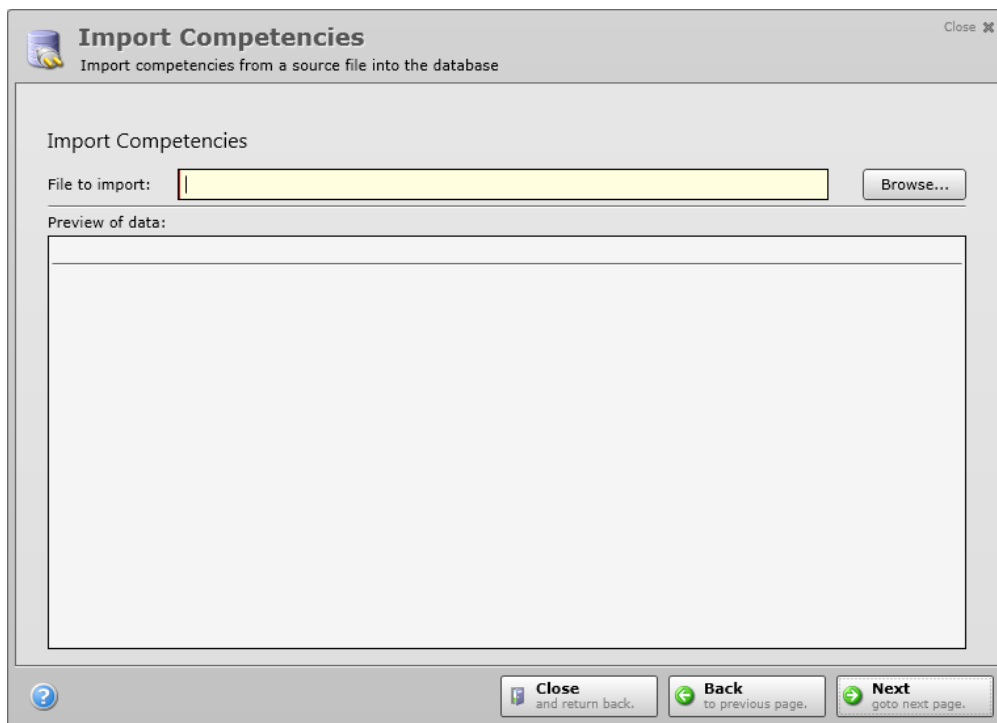 Import Competencies
Close
Import competencies from a source file into the database
Import Competencies
File to import:
Browse...
Preview of data:
Close
and return back.
Back
to previous page.
Next
goto next page.